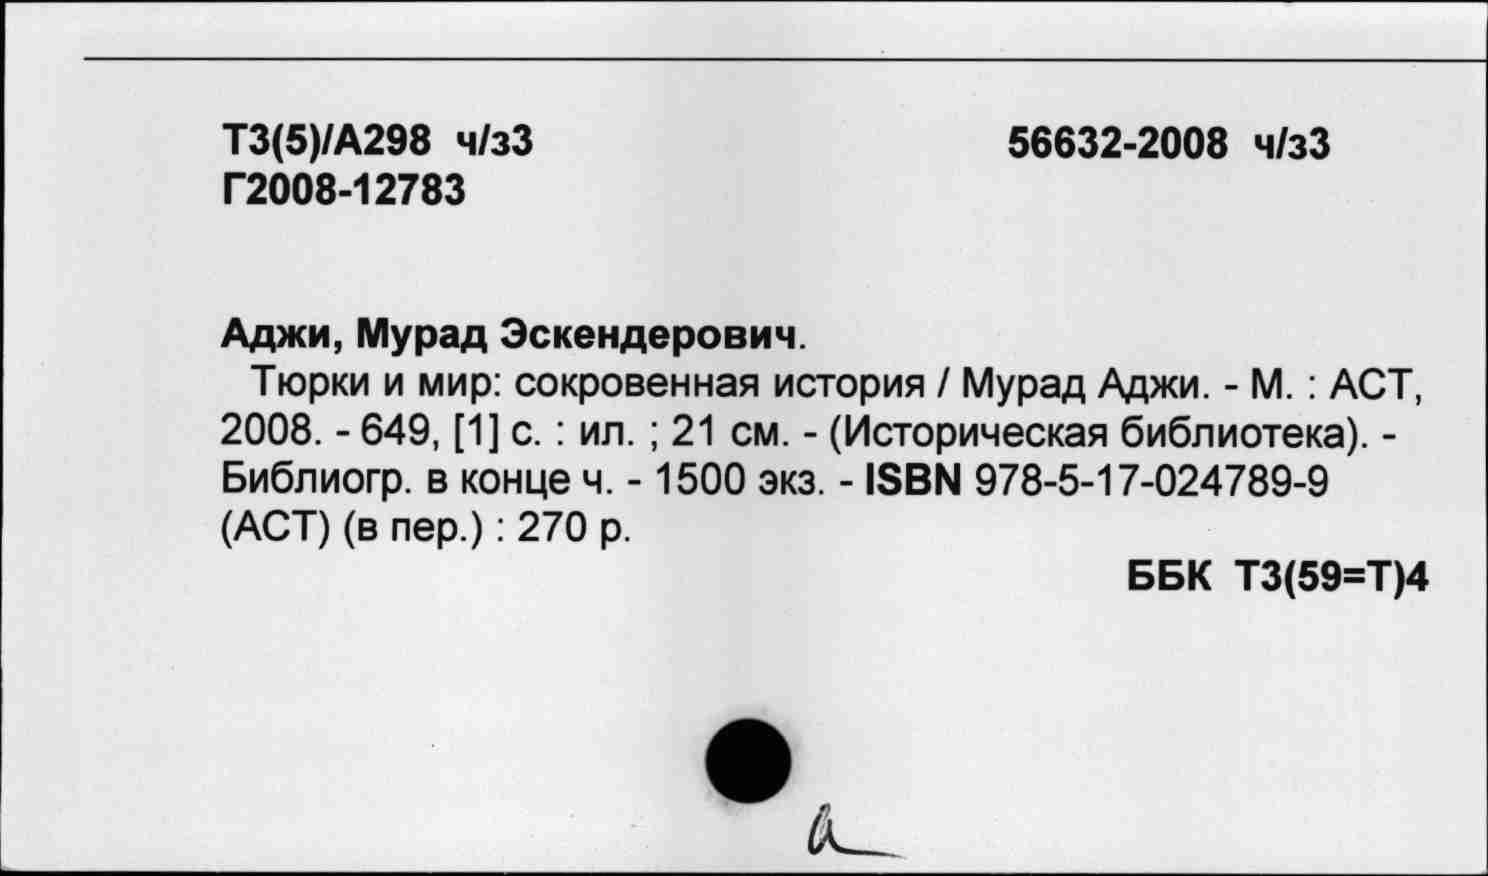 Т3(5)/А298 ч/з3 56632-2008 ч/з3
Г2008-12783
Аджи, Мурад Эскендерович.
Тюрки и мир: сокровенная история / Мурад Аджи. - М. : АСТ,
2008. - 649, [1] с. : ил. ; 21 см. - (Историческая библиотека). -
Библиогр. в конце ч. - 1500 экз. - ISBN 978-5-17-024789-9
(АСТ) (в пер.) : 270 р.
ББК Т3(59=Т)4
а